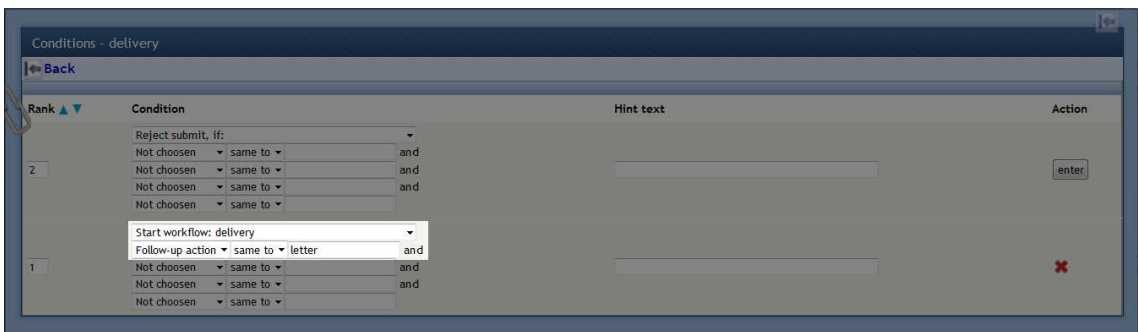 Conditions - delivery
Back
Rank Condition Hint text Action
Reject submit, if:
Not chosen same to and
2 Not choosen same to and enter
Not choosen same to and
Not choosen same to
Start workflow: delivery
Follow-up action same to letter and
1 Not choosen same to and
Not choosen same to and
Not choosen same to